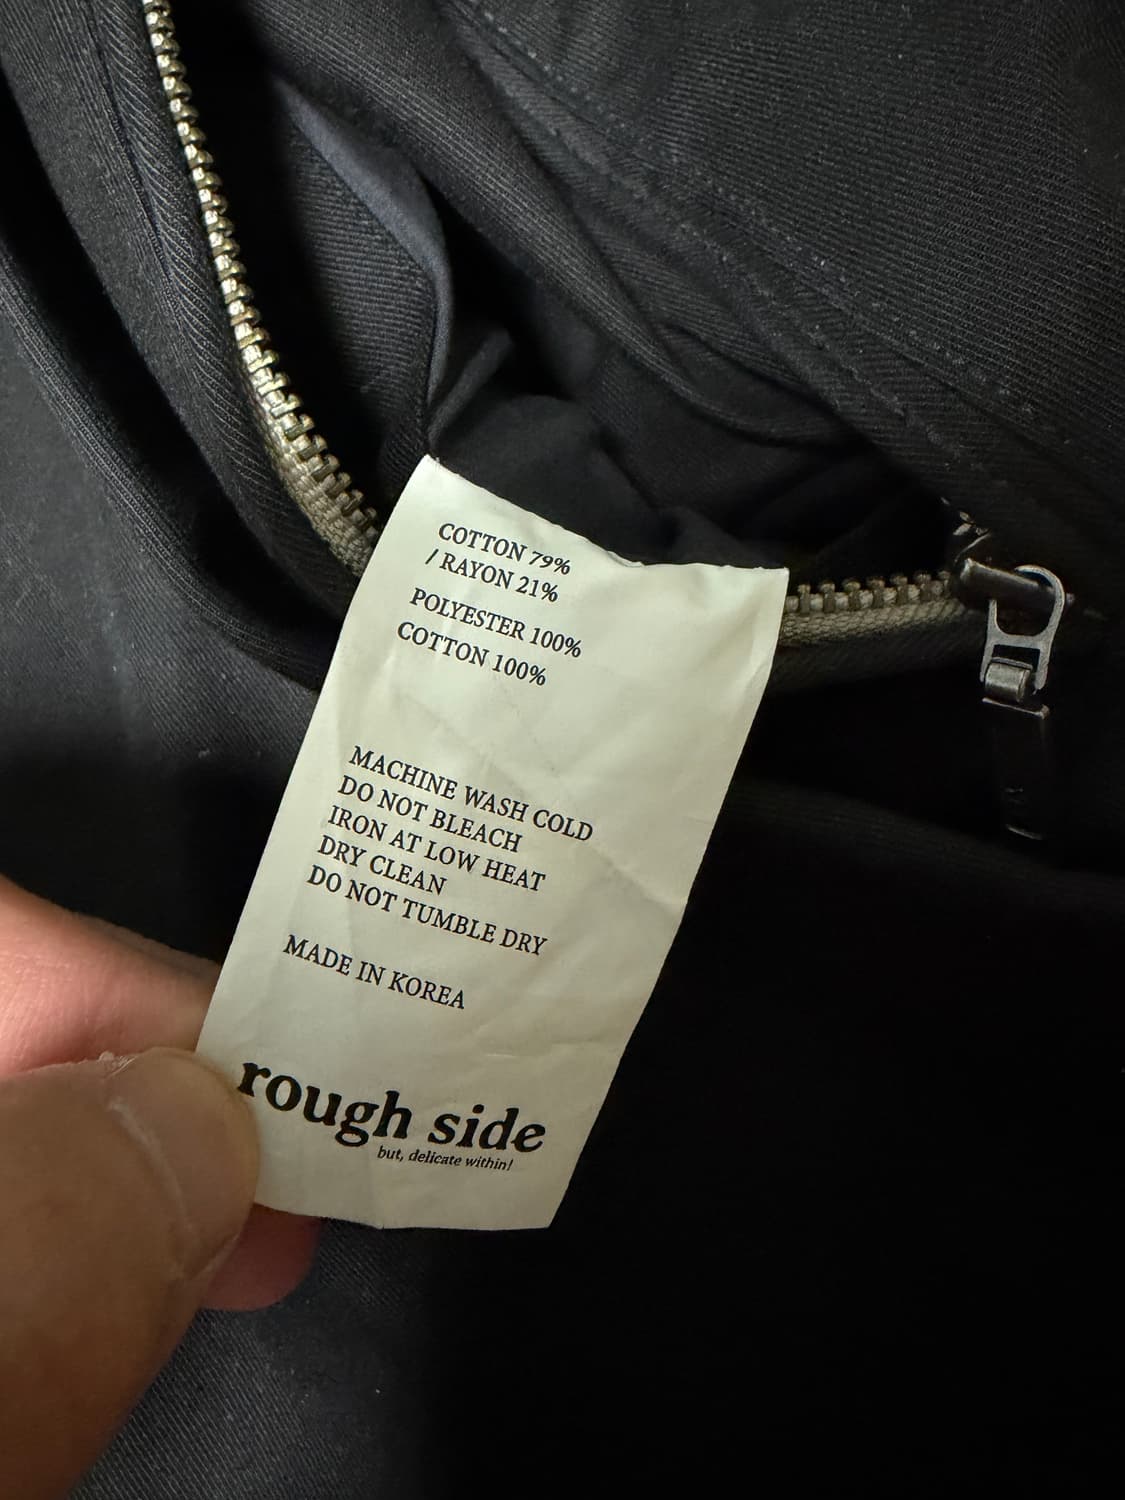 COTTON 79%
/ RAYON 21%
POLYESTER 100%
COTTON 100%
MACHINE WASH COLD
DO NOT BLEACH
IRON AT LOW HEAT
DRY CLEAN
DO NOT TUMBLE DRY
MADE IN KOREA
rough side
but, delicate within!